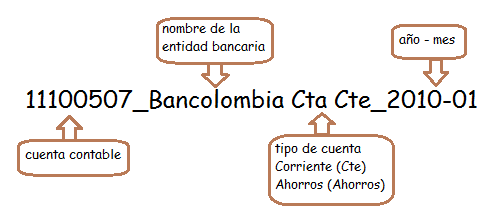 nombre de la
entidad bancaria
año - mes
11100507_Bancolombia Cta Cte_2010-01
cuenta contable
tipo de cuenta
Corriente (Cte)
Ahorros (Ahorros)